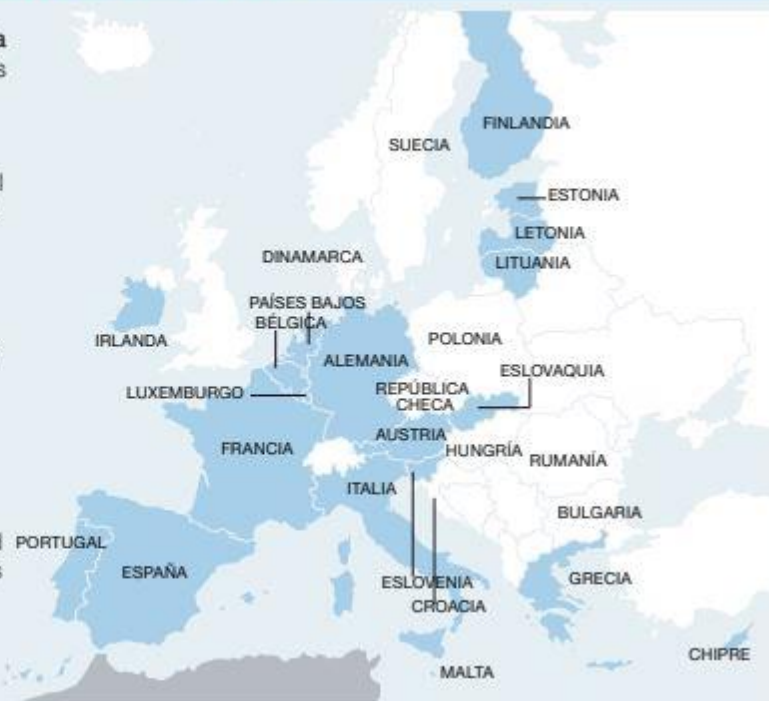 a
s
FINLANDIA
SUECIA
ESTONIA
LETONIA
LITUANIA
DINAMARCA
PAÍSES BAJOS
BÉLGICA
IRLANDA
ALEMANIA
POLONIA
ESLOVAQUIA
LUXEMBURGO
REPÚBLICA
CHECA
AUSTRIA
FRANCIA
HUNGRÍA
RUMANÍA
ITALIA
BULGARIA
PORTUGAL
ESPAÑA
ESLOVENIA
GRECIA
CROACIA
CHIPRE
MALTA